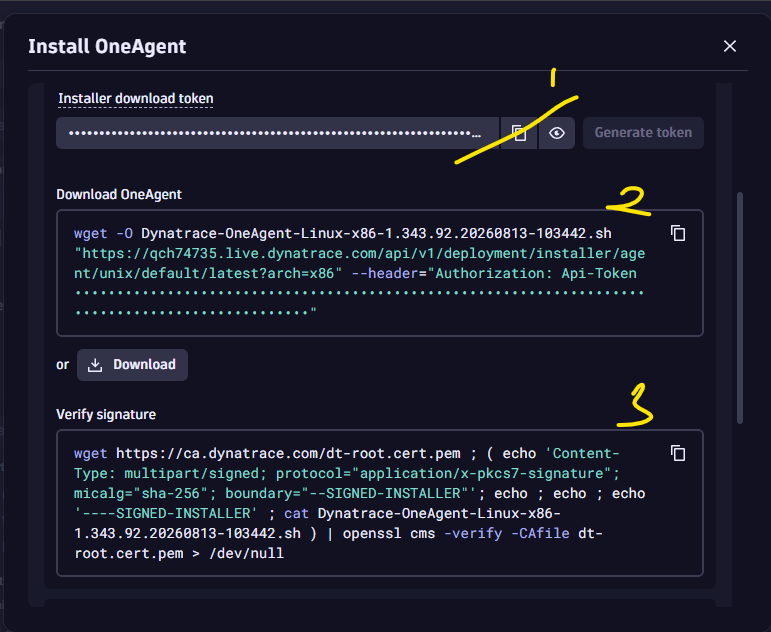 Install OneAgent
1
Installer download token
••••••••••••••••••••••••••••••••••••••••••••••••••••••••••••••••••... Generate token
Download OneAgent
2
wget -O Dynatrace-OneAgent-Linux-x86-1.343.92.20260813-103442.sh
"https://qch74735.live.dynatrace.com/api/v1/deployment/installer/age
nt/unix/default/latest?arch=x86" --header="Authorization: Api-Token
••••••••••••••••••••••••••••••••••••••••••••••••••••••••••••••••••••
••••••••••••••••••••••••••••"
or Download
Verify signature
3
wget https://ca.dynatrace.com/dt-root.cert.pem ; ( echo 'Content-
Type: multipart/signed; protocol="application/x-pkcs7-signature";
micalg="sha-256"; boundary="--SIGNED-INSTALLER"'; echo ; echo ; echo
'----SIGNED-INSTALLER' ; cat Dynatrace-OneAgent-Linux-x86-
1.343.92.20260813-103442.sh ) | openssl cms -verify -CAfile dt-
root.cert.pem > /dev/null